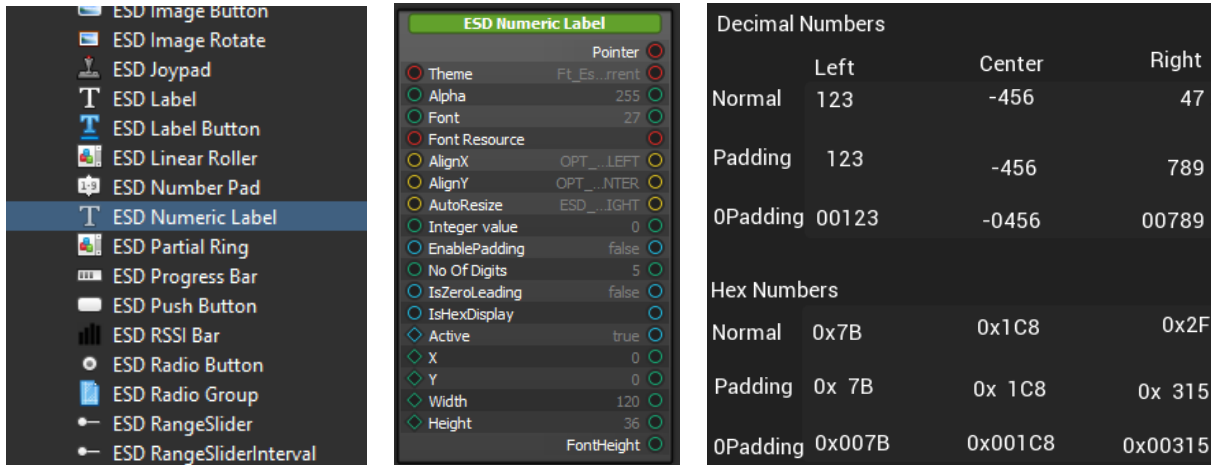 ESD Image Button
ESD Image Rotate
ESD Joypad
ESD Label
ESD Label Button
ESD Linear Roller
1-9 ESD Number Pad
ESD Numeric Label
ESD Partial Ring
ESD Progress Bar
ESD Push Button
ESD RSSI Bar
ESD Radio Button
ESD Radio Group
ESD RangeSlider
ESD RangeSliderInterval
ESD Numeric Label
Pointer
Theme Ft_Es...rrent
Alpha 255
Font 27
Font Resource
AlignX OPT_...LEFT
AlignY OPT_...NTER
AutoResize ESD_...IGHT
Integer value 0
EnablePadding false
No Of Digits 5
IsZeroLeading false
IsHexDisplay
Active true
X 0
Y 0
Width 120
Height 36
FontHeight
Decimal Numbers
Left Center Right
Normal 123 -456 47
Padding 123 -456 789
0Padding 00123 -0456 00789
Hex Numbers
Normal 0x7B 0x1C8 0x2F
Padding 0x 7B 0x 1C8 0x 315
0Padding 0x007B 0x001C8 0x00315